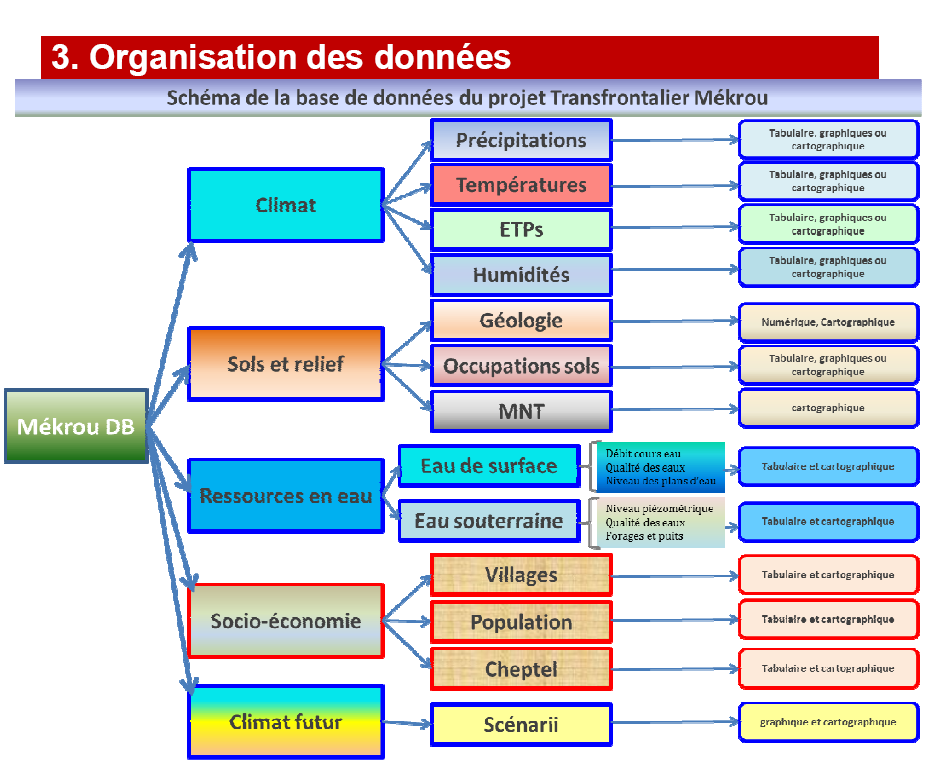 3. Organisation des données
Schéma de la base de données du projet Transfrontalier Mékrou
Mékrou DB
Climat
Précipitations
Tabulaire, graphiques ou
cartographique
Températures
Tabulaire, graphiques ou
cartographique
ETPs
Tabulaire, graphiques ou
cartographique
Humidités
Tabulaire, graphiques ou
cartographique
Sols et relief
Géologie
Numérique, Cartographique
Occupations sols
Tabulaire, graphiques ou
cartographique
MNT
cartographique
Ressources en eau
Eau de surface
Débit cours eau
Qualité des eaux
Niveau des plans d'eau
Tabulaire et cartographique
Eau souterraine
Niveau piézométrique
Qualité des eaux
Forages et puits
Tabulaire et cartographique
Socio-économie
Villages
Tabulaire et cartographique
Population
Tabulaire et cartographique
Cheptel
Tabulaire et cartographique
Climat futur
Scénarii
graphique et cartographique